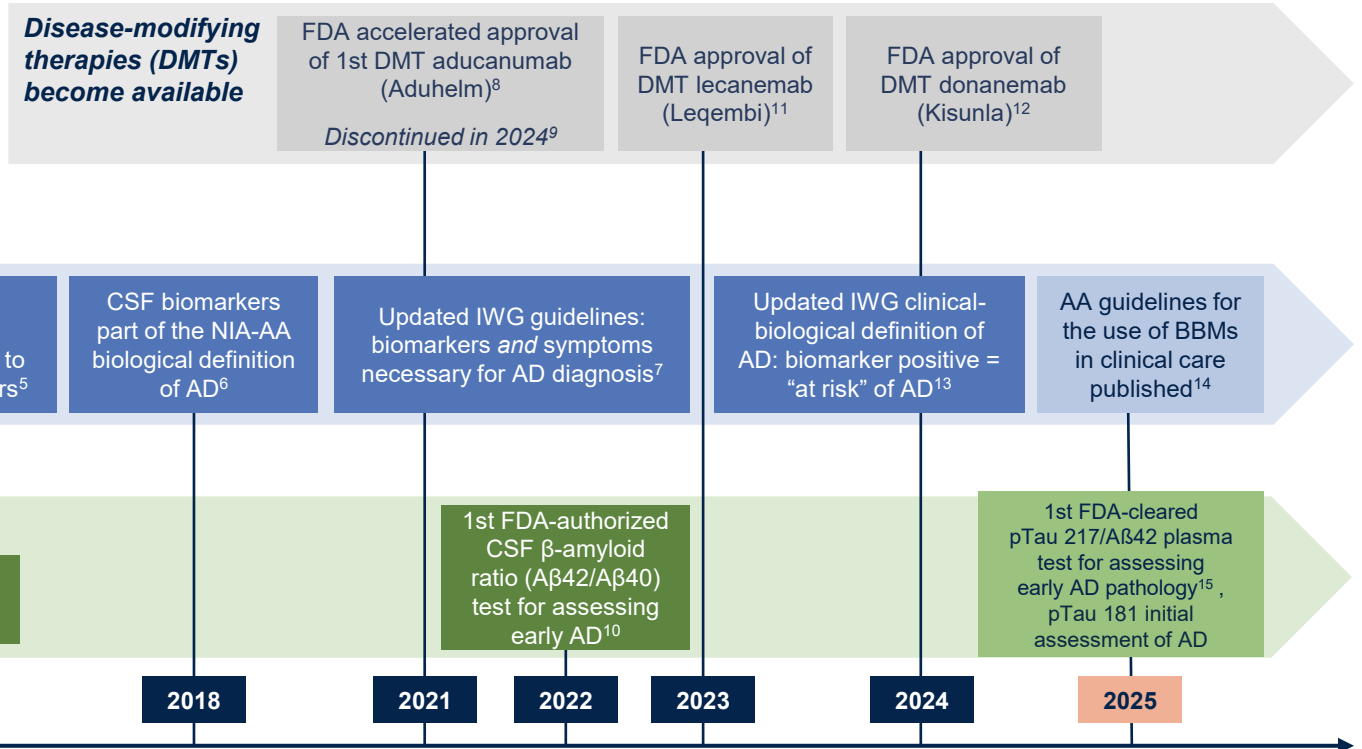 Disease-modifying
therapies (DMTs)
become available
FDA accelerated approval
of 1st DMT aducanumab
(Aduhelm)⁸
Discontinued in 2024⁹
FDA approval of
DMT lecanemab
(Leqembi)¹¹
FDA approval of
DMT donanemab
(Kisunla)¹²
to
rs⁵
CSF biomarkers
part of the NIA-AA
biological definition
of AD⁶
Updated IWG guidelines:
biomarkers and symptoms
necessary for AD diagnosis⁷
Updated IWG clinical-
biological definition of
AD: biomarker positive =
“at risk” of AD¹³
AA guidelines for
the use of BBMs
in clinical care
published¹⁴
1st FDA-authorized
CSF β-amyloid
ratio (Aβ42/Aβ40)
test for assessing
early AD¹⁰
1st FDA-cleared
pTau 217/Aß42 plasma
test for assessing
early AD pathology¹⁵ ,
pTau 181 initial
assessment of AD
2018
2021
2022
2023
2024
2025